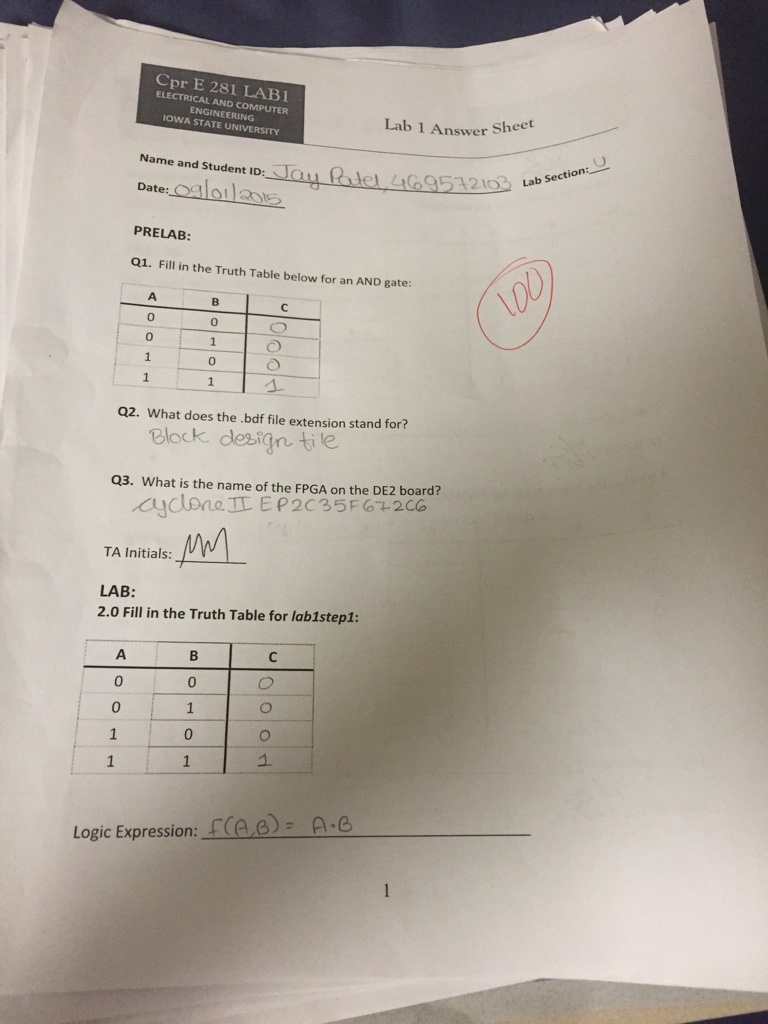 Cpr E 281 LAB1
ELECTRICAL AND COMPUTER
ENGINEERING
IOWA STATE UNIVERSITY
Lab 1 Answer Sheet
Name and Student ID: Jay Patel, 469572103 Lab Section: U
Date: 09/01/2015
PRELAB:
Q1. Fill in the Truth Table below for an AND gate:
100
A B C
0 0 0
0 1 0
1 0 0
1 1 1
Q2. What does the .bdf file extension stand for?
Block design file
Q3. What is the name of the FPGA on the DE2 board?
Cyclone II EP2C35F672C6
TA Initials: MM
LAB:
2.0 Fill in the Truth Table for lab1step1:
A B C
0 0 0
0 1 0
1 0 0
1 1 1
Logic Expression: f(A,B) = A·B
1